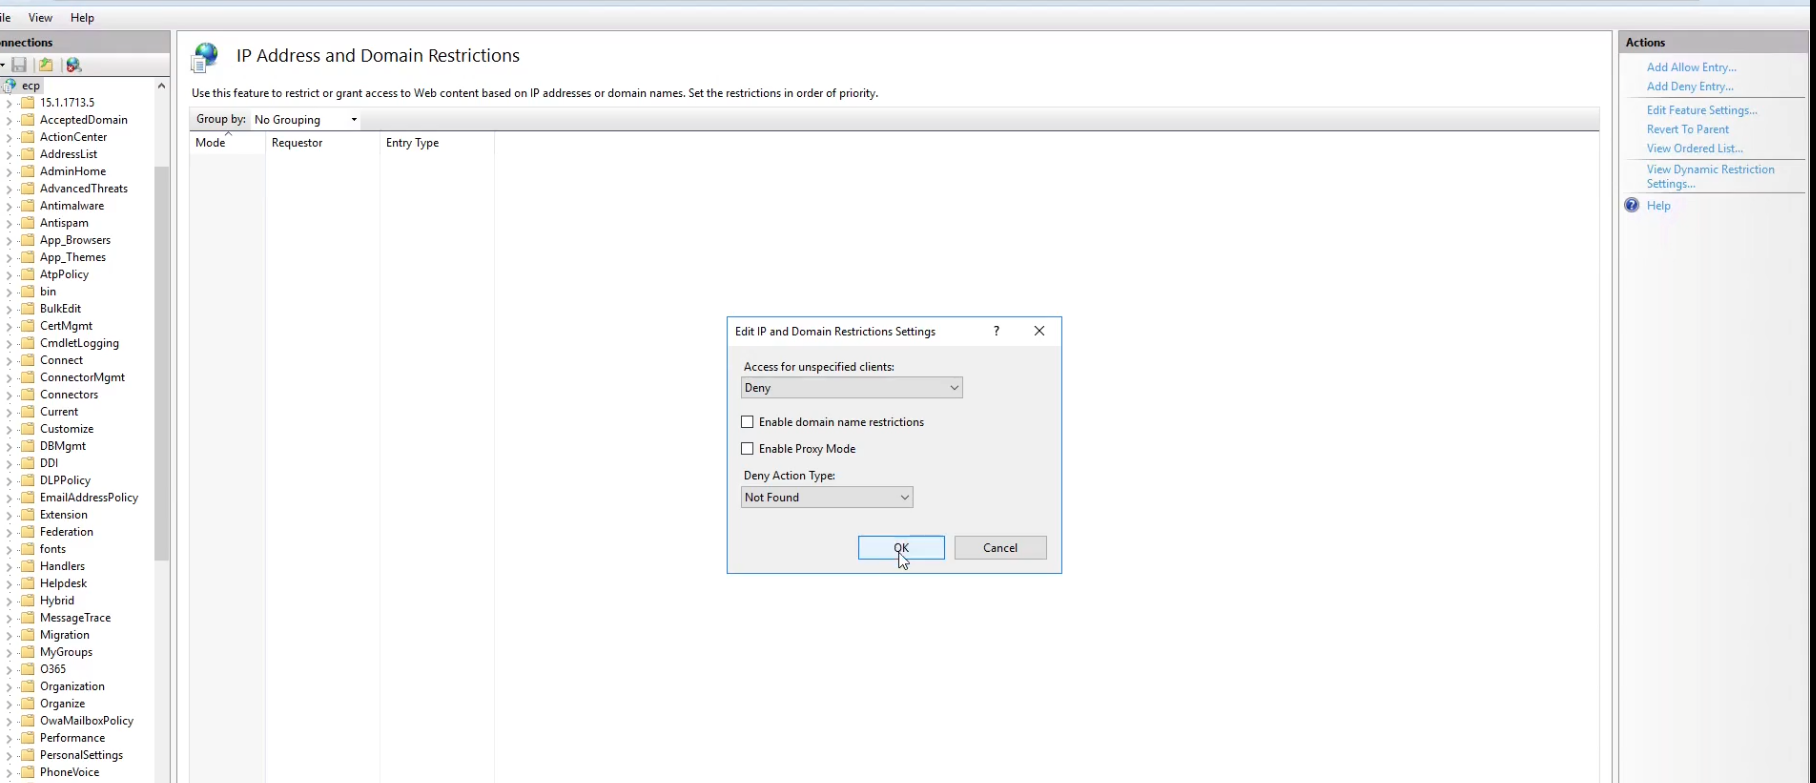 ile View Help
nnections
ecp
15.1.1713.5
AcceptedDomain
ActionCenter
AddressList
AdminHome
AdvancedThreats
Antimalware
Antispam
App_Browsers
App_Themes
AtpPolicy
bin
BulkEdit
CertMgmt
CmdletLogging
Connect
ConnectorMgmt
Connectors
Current
Customize
DBMgmt
DDI
DLPPolicy
EmailAddressPolicy
Extension
Federation
fonts
Handlers
Helpdesk
Hybrid
MessageTrace
Migration
MyGroups
O365
Organization
Organize
OwaMailboxPolicy
Performance
PersonalSettings
PhoneVoice
IP Address and Domain Restrictions
Use this feature to restrict or grant access to Web content based on IP addresses or domain names. Set the restrictions in order of priority.
Group by: No Grouping
Mode Requestor Entry Type
Edit IP and Domain Restrictions Settings ?
Access for unspecified clients:
Deny
Enable domain name restrictions
Enable Proxy Mode
Deny Action Type:
Not Found
OK Cancel
Actions
Add Allow Entry...
Add Deny Entry...
Edit Feature Settings...
Revert To Parent
View Ordered List...
View Dynamic Restriction
Settings...
? Help